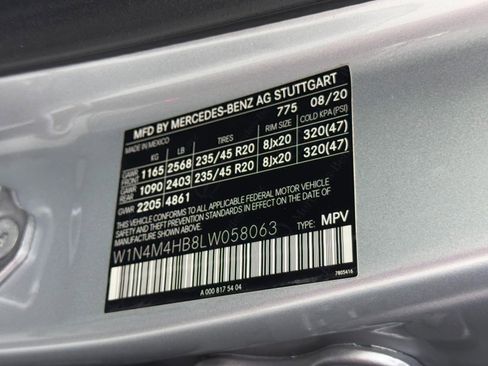 MFD BY MERCEDES-BENZ AG STUTTGART
775 08/20
MADE IN MEXICO
KG LB TIRES RIM SIZE COLD KPA (PSI)
GAWR FRONT 1165 2568 235/45 R20 8Jx20 320(47)
GAWR REAR 1090 2403 235/45 R20 8Jx20 320(47)
GVWR 2205 4861
THIS VEHICLE CONFORMS TO ALL APPLICABLE FEDERAL MOTOR VEHICLE
SAFETY AND THEFT PREVENTION STANDARDS IN EFFECT ON THE DATE OF
MANUFACTURE SHOWN ABOVE.
W1N4M4HB8LW058063 TYPE: MPV
A 000 817 54 04
7805416